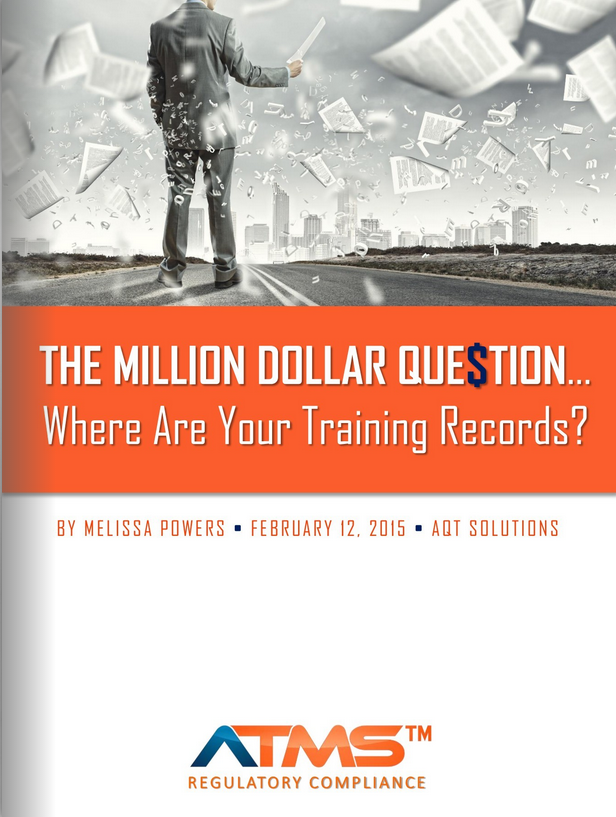 THE MILLION DOLLAR QUE$TION...
Where Are Your Training Records?
BY MELISSA POWERS ▪ FEBRUARY 12, 2015 ▪ AQT SOLUTIONS
ATMS™
REGULATORY COMPLIANCE